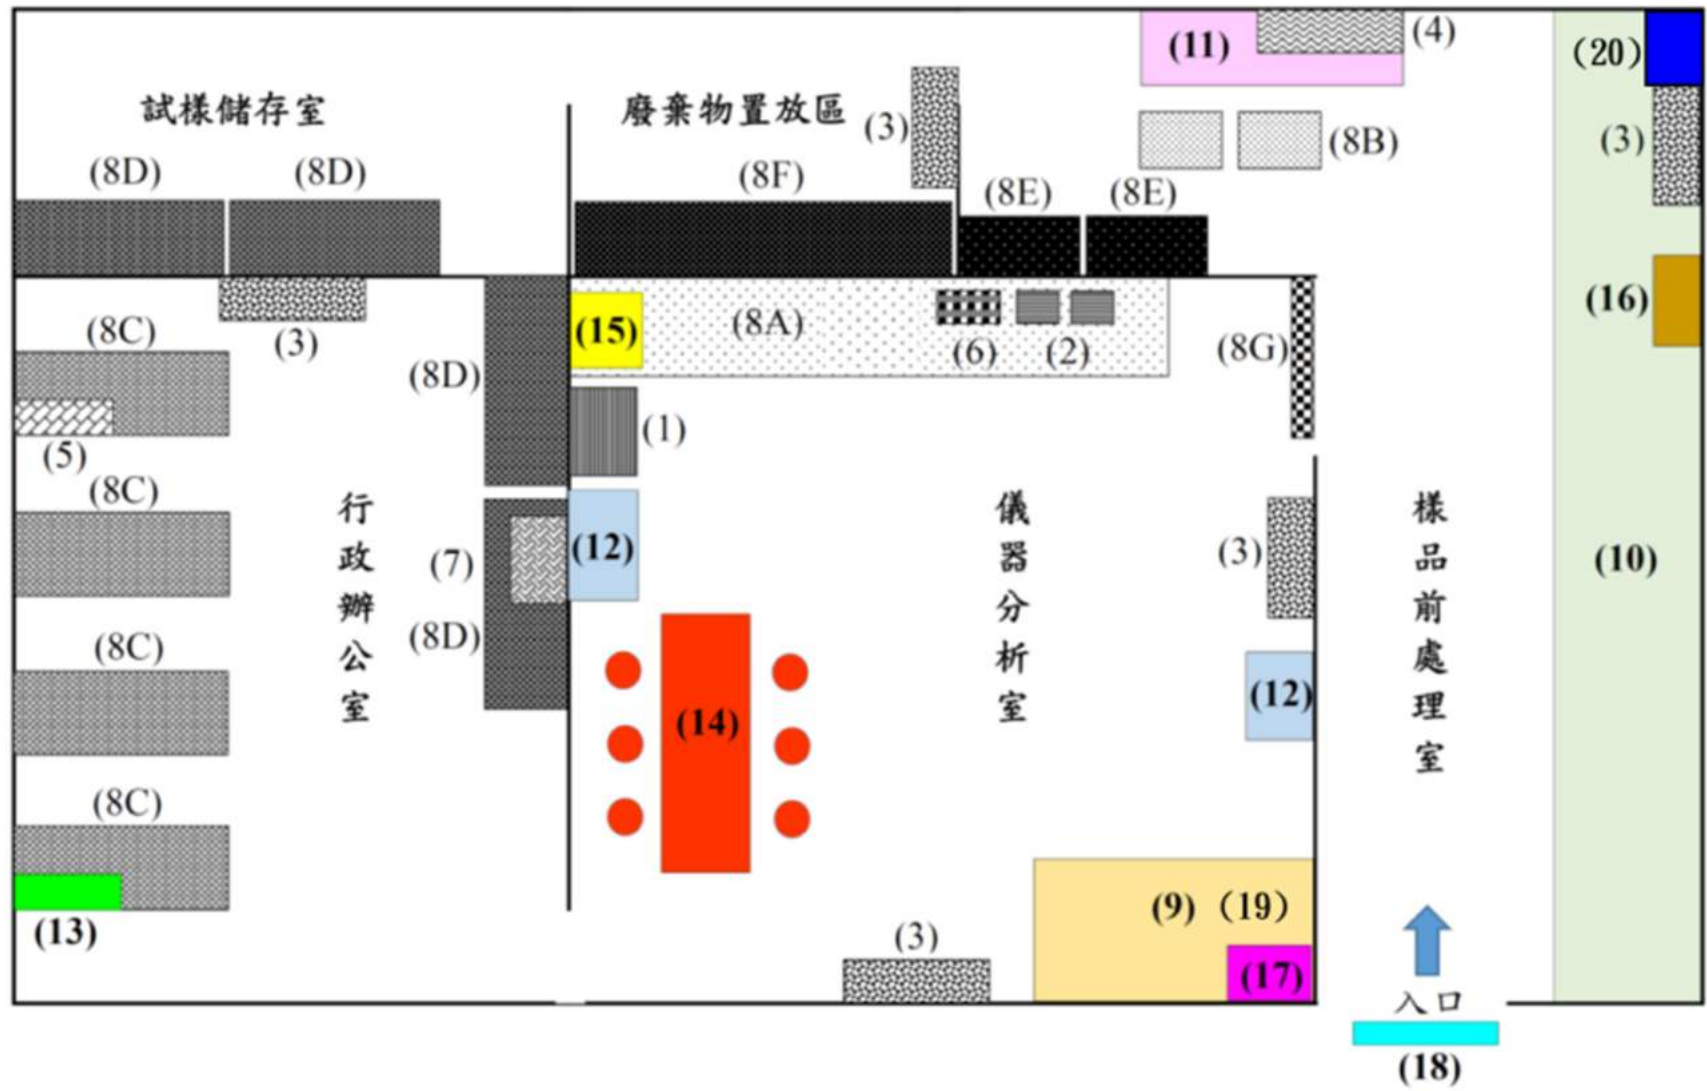 (11)
(4)
(20)
試樣儲存室
廢棄物置放區
(3)
(8B)
(3)
(8D)
(8D)
(8F)
(8E)
(8E)
(16)
(8C)
(3)
(8D)
(15)
(8A)
(6)
(2)
(8G)
(5)
(1)
(8C)
行政辦公室
(7)
(12)
儀器分析室
(3)
樣品前處理室
(10)
(8C)
(8D)
(14)
(12)
(8C)
(13)
(3)
(9)（19）
(17)
入口
(18)